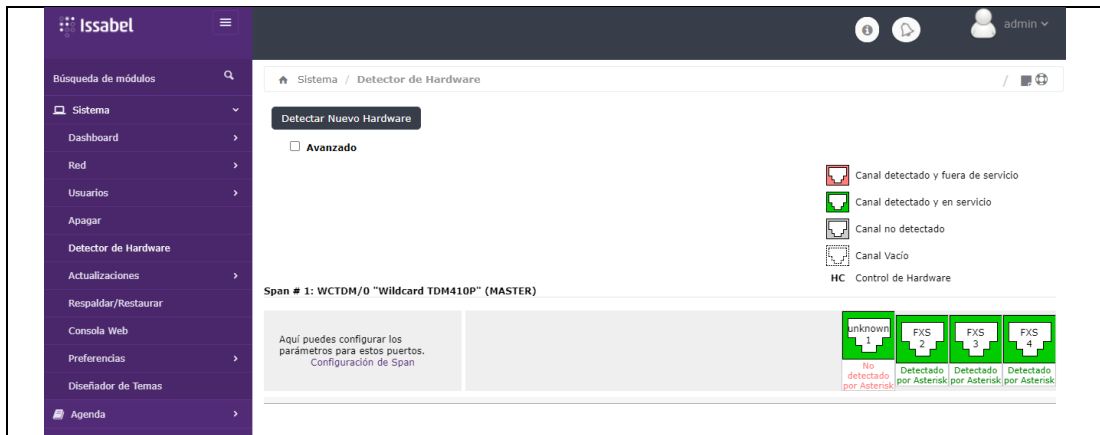 Issabel
admin
Búsqueda de módulos
Sistema / Detector de Hardware
/
Sistema
Detectar Nuevo Hardware
Dashboard
Avanzado
Red
Canal detectado y fuera de servicio
Usuarios
Canal detectado y en servicio
Apagar
Canal no detectado
Detector de Hardware
Canal Vacío
Actualizaciones
HC Control de Hardware
Span # 1: WCTDM/0 "Wildcard TDM410P" (MASTER)
Respaldar/Restaurar
Consola Web
Preferencias
Diseñador de Temas
Agenda
Aquí puedes configurar los
parámetros para estos puertos.
Configuración de Span
unknown
1
No
detectado
por Asterisk
FXS
2
Detectado
por Asterisk
FXS
3
Detectado
por Asterisk
FXS
4
Detectado
por Asterisk